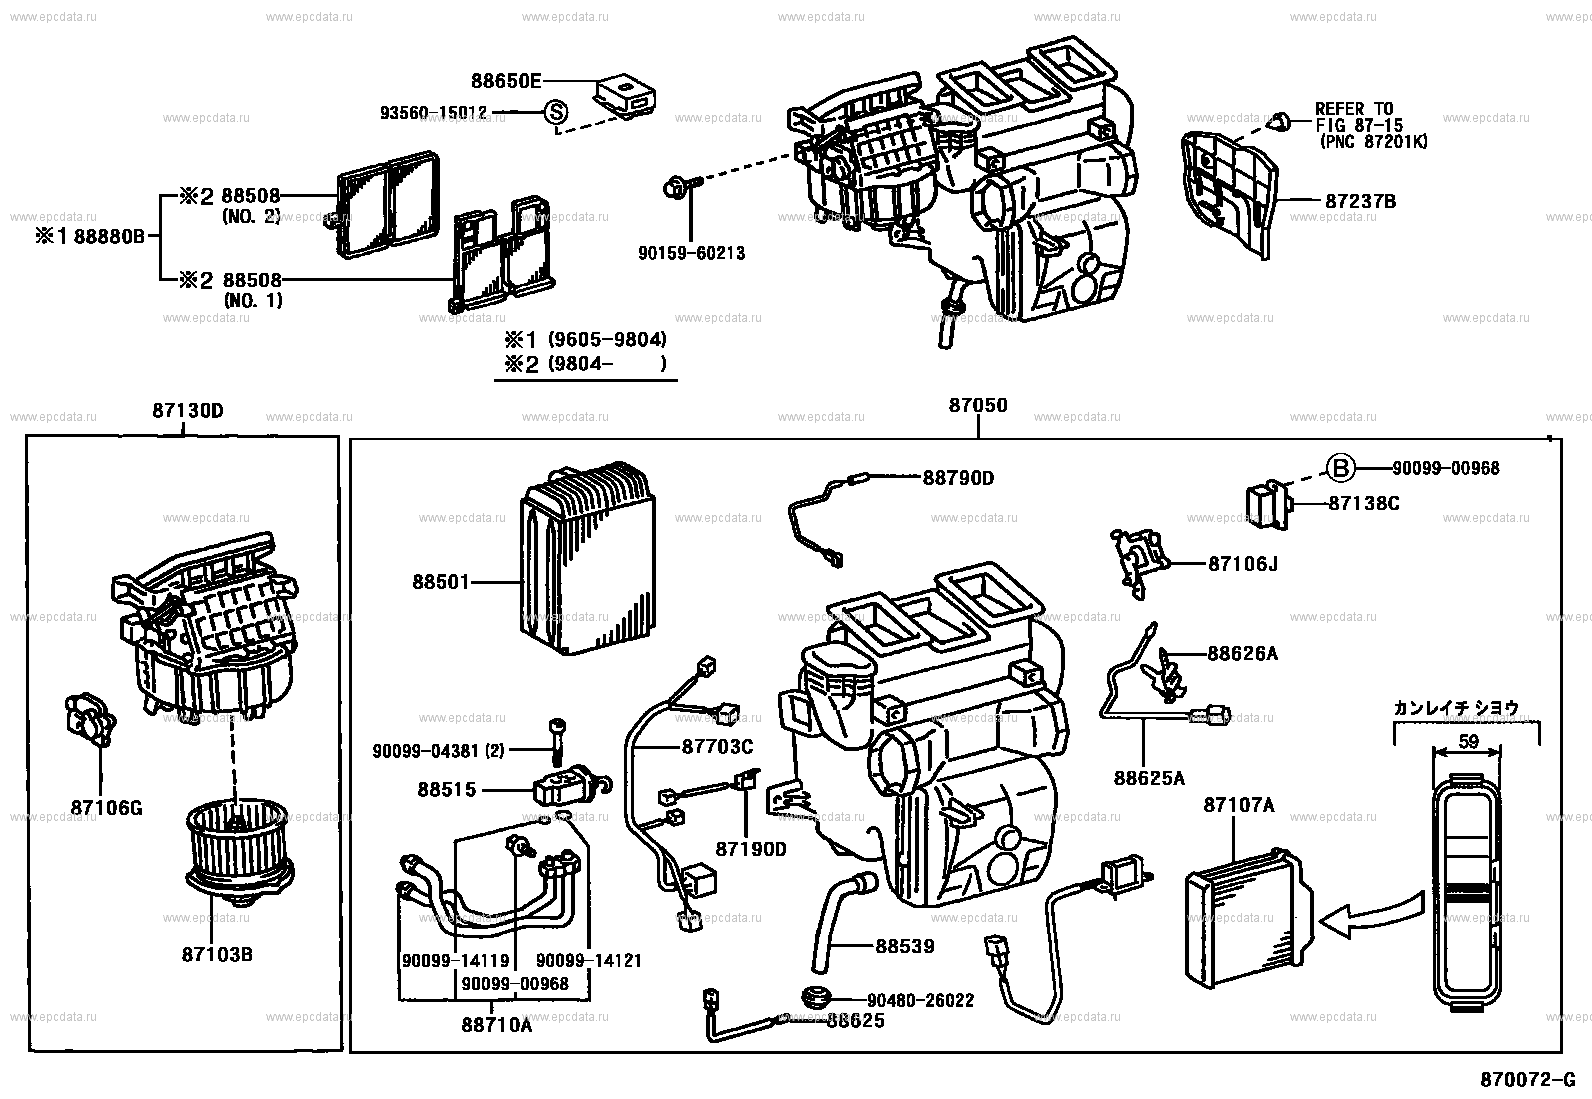 www.epcdata.ru
88650E
93560-15012
S
REFER TO
FIG 87-15
(PNC 87201K)
※2 88508
(NO. 2)
※1 88880B
※2 88508
(NO. 1)
90159-60213
87237B
※1 (9605-9804)
※2 (9804-      )
87130D
87050
88790D
B
90099-00968
87138C
88501
87106J
88626A
カンレイチ シヨウ
59
90099-04381 (2)
87703C
88515
88625A
87106G
87107A
87190D
87103B
90099-14119
90099-14121
90099-00968
88710A
88539
90480-26022
88625
870072-G